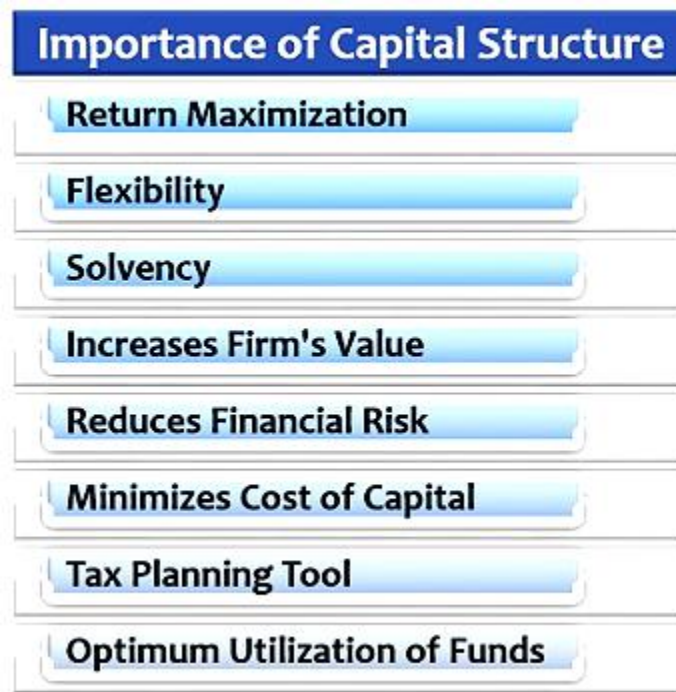 Importance of Capital Structure
Return Maximization
Flexibility
Solvency
Increases Firm's Value
Reduces Financial Risk
Minimizes Cost of Capital
Tax Planning Tool
Optimum Utilization of Funds